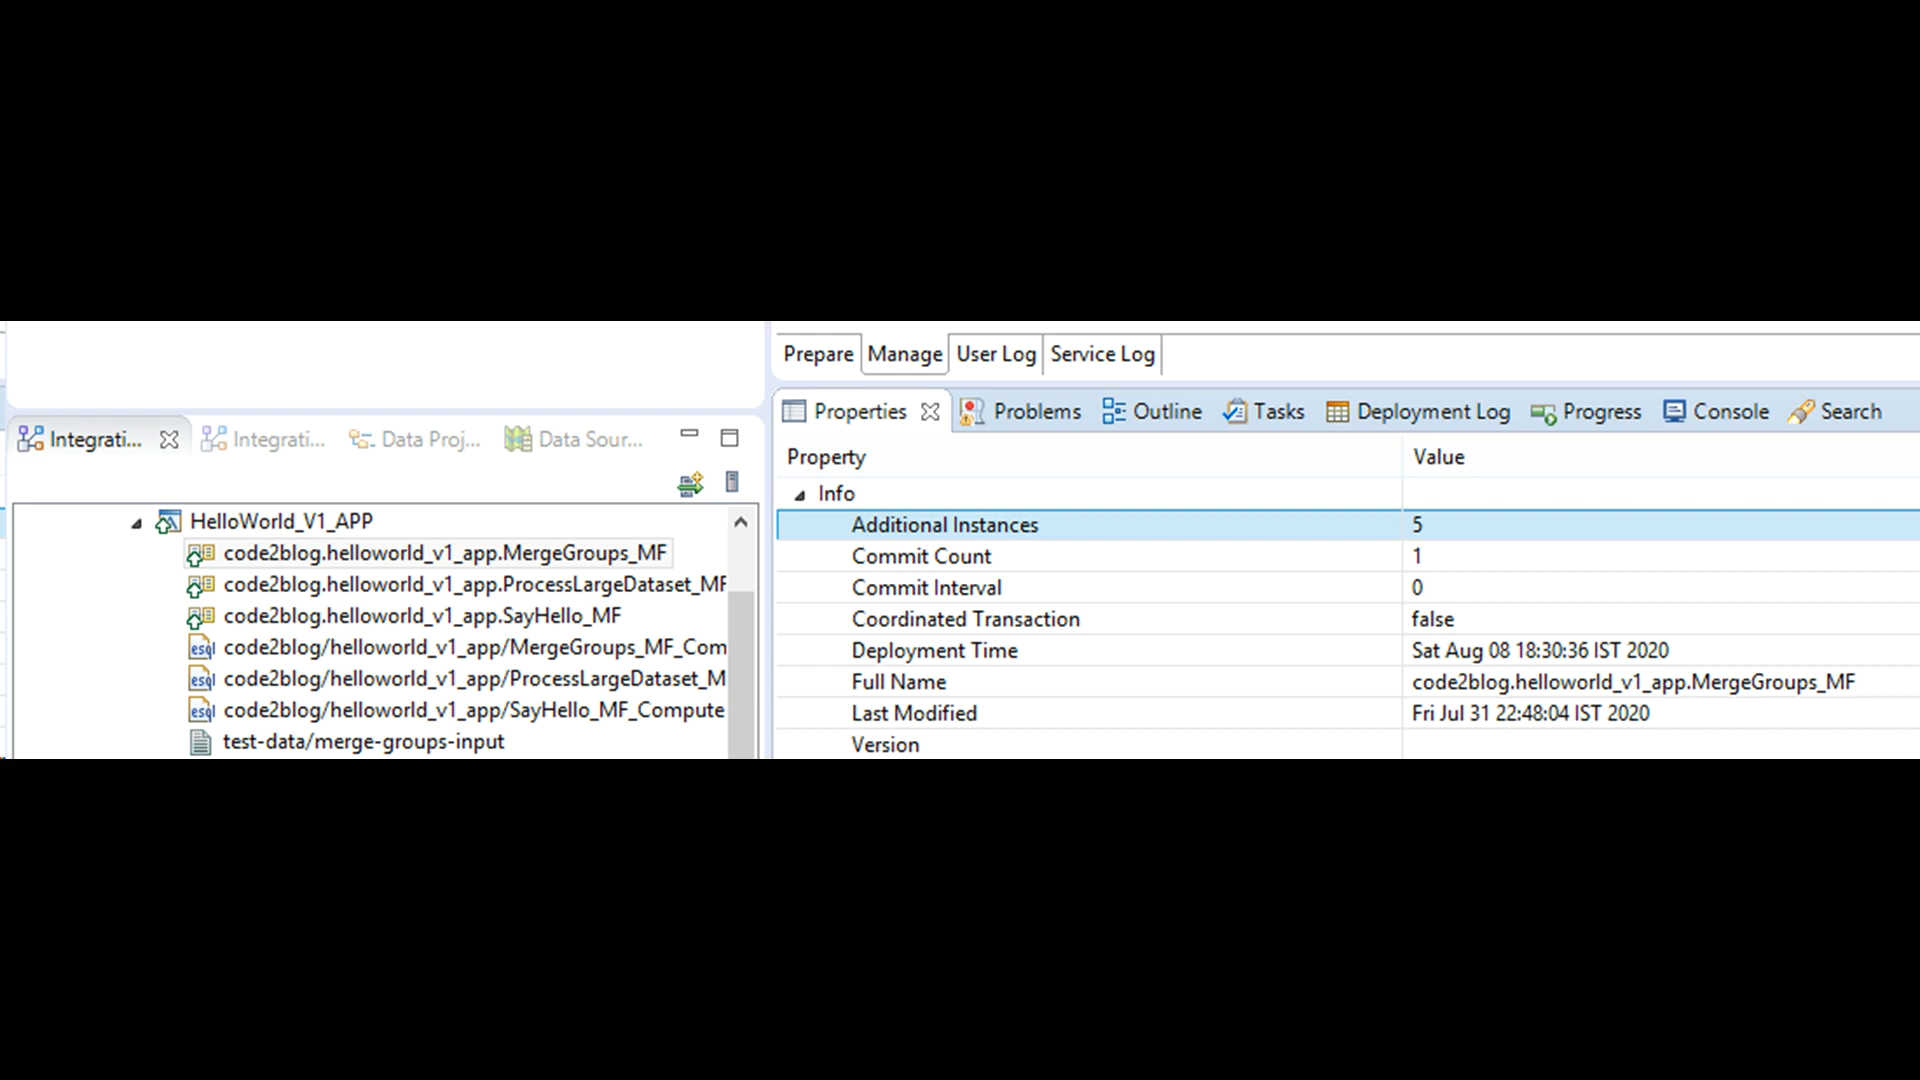 Prepare Manage User Log Service Log
Integrati... Integrati... Data Proj... Data Sour...
HelloWorld_V1_APP
code2blog.helloworld_v1_app.MergeGroups_MF
code2blog.helloworld_v1_app.ProcessLargeDataset_MF
code2blog.helloworld_v1_app.SayHello_MF
esql code2blog/helloworld_v1_app/MergeGroups_MF_Com
esql code2blog/helloworld_v1_app/ProcessLargeDataset_M
esql code2blog/helloworld_v1_app/SayHello_MF_Compute
test-data/merge-groups-input
Properties Problems Outline Tasks Deployment Log Progress Console Search
Property Value
Info
Additional Instances 5
Commit Count 1
Commit Interval 0
Coordinated Transaction false
Deployment Time Sat Aug 08 18:30:36 IST 2020
Full Name code2blog.helloworld_v1_app.MergeGroups_MF
Last Modified Fri Jul 31 22:48:04 IST 2020
Version